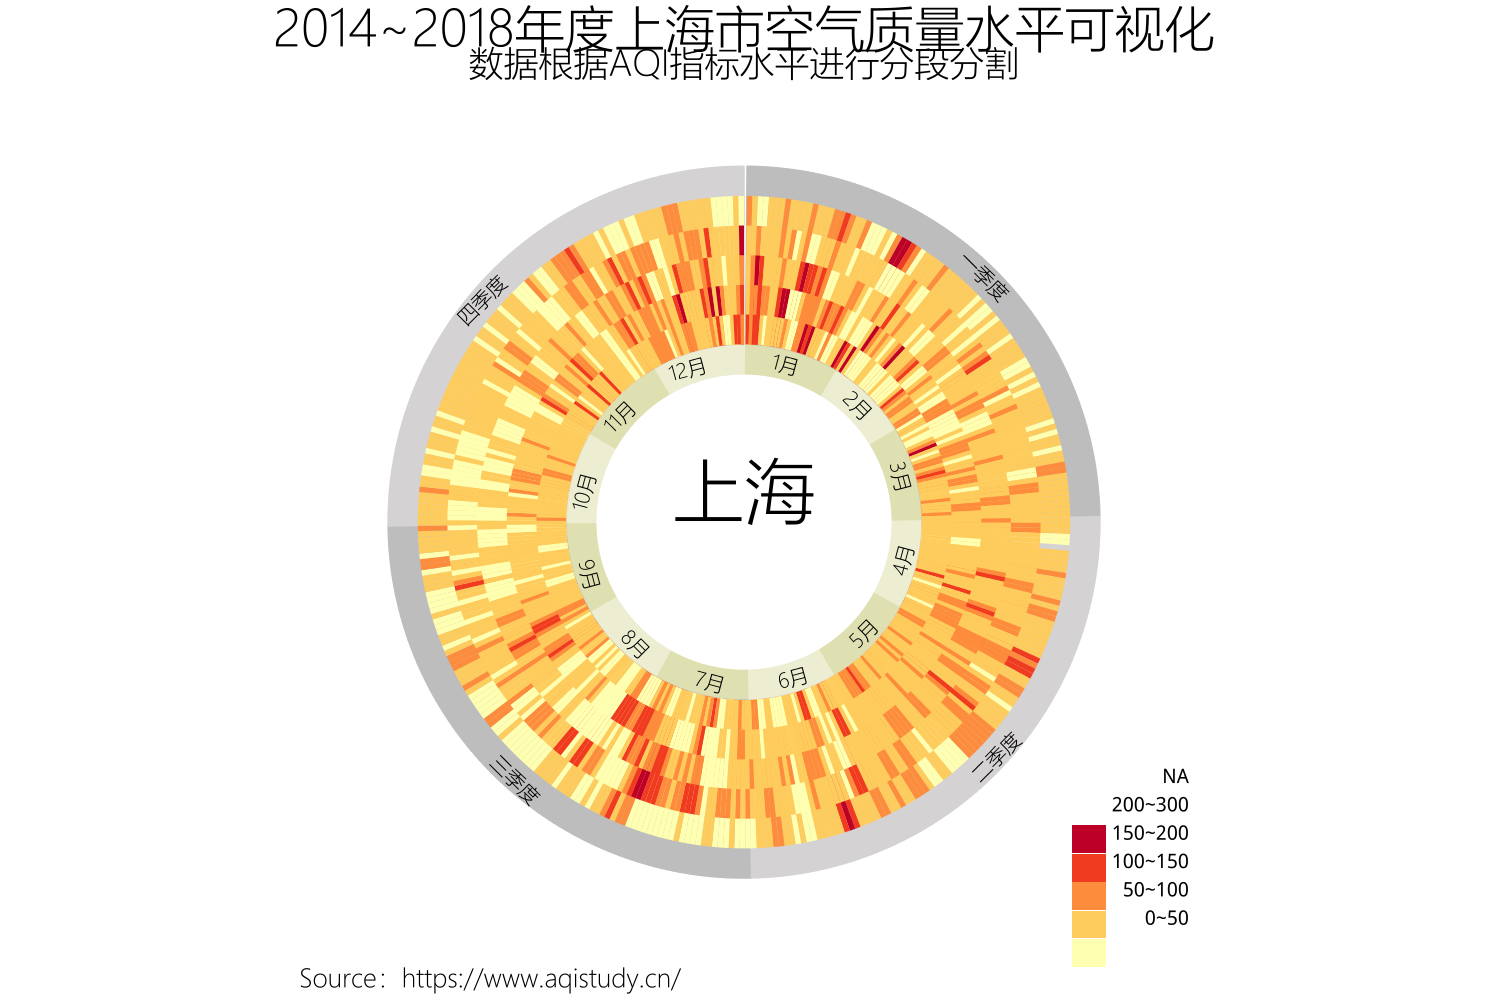 2014~2018年度上海市空气质量水平可视化
数据根据AQI指标水平进行分段分割
一季度
四季度
12月
1月
11月
2月
上海
3月
10月
4月
9月
5月
8月
7月
6月
二季度
三季度
NA
200~300
150~200
100~150
50~100
0~50
Source：https://www.aqistudy.cn/